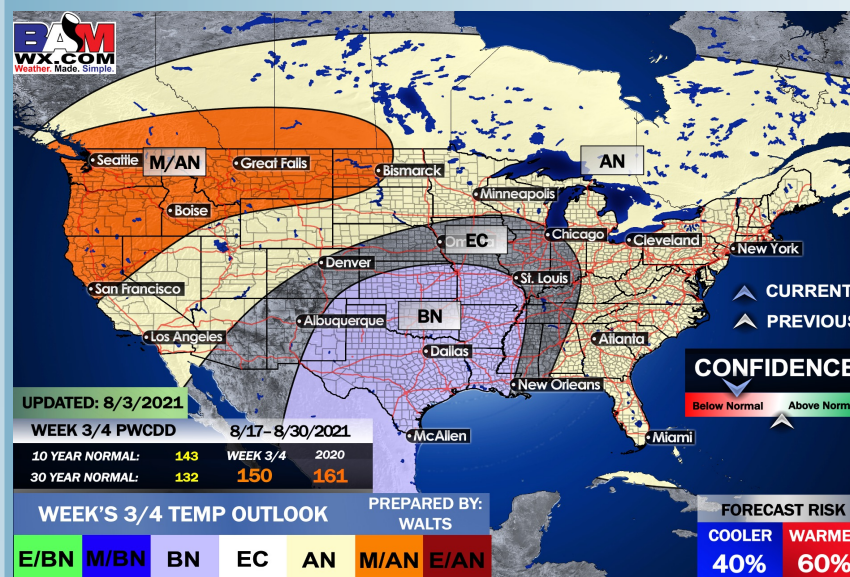 BAM
WX.COM
Weather. Made. Simple.
Seattle
M/AN
Great Falls
Bismarck
AN
Minneapolis
Boise
EC
Chicago
Cleveland
New York
Denver
St. Louis
San Francisco
CURRENT
BN
Albuquerque
PREVIOUS
Los Angeles
Dallas
Atlanta
CONFIDENCE
New Orleans
Below Normal
Above Norm
UPDATED: 8/3/2021
WEEK 3/4 PWCDD 8/17–8/30/2021
McAllen
Miami
10 YEAR NORMAL: 143 WEEK 3/4 2020
30 YEAR NORMAL: 132 150 161
WEEK'S 3/4 TEMP OUTLOOK
PREPARED BY:
WALTS
FORECAST RISK
COOLER WARME
40% 60%
E/BN M/BN BN EC AN M/AN E/AN